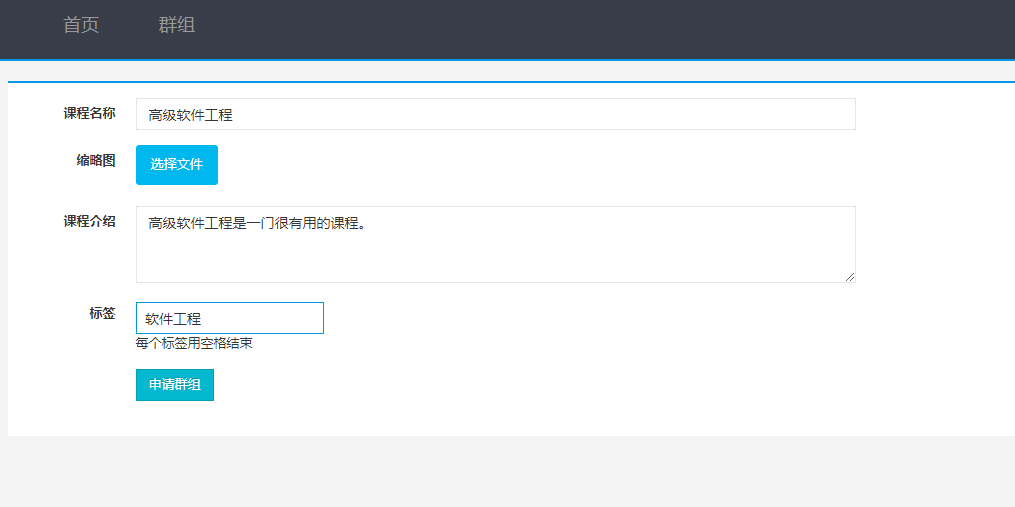 首页 群组
课程名称 高级软件工程
缩略图 选择文件
课程介绍 高级软件工程是一门很有用的课程。
标签 软件工程
每个标签用空格结束
申请群组